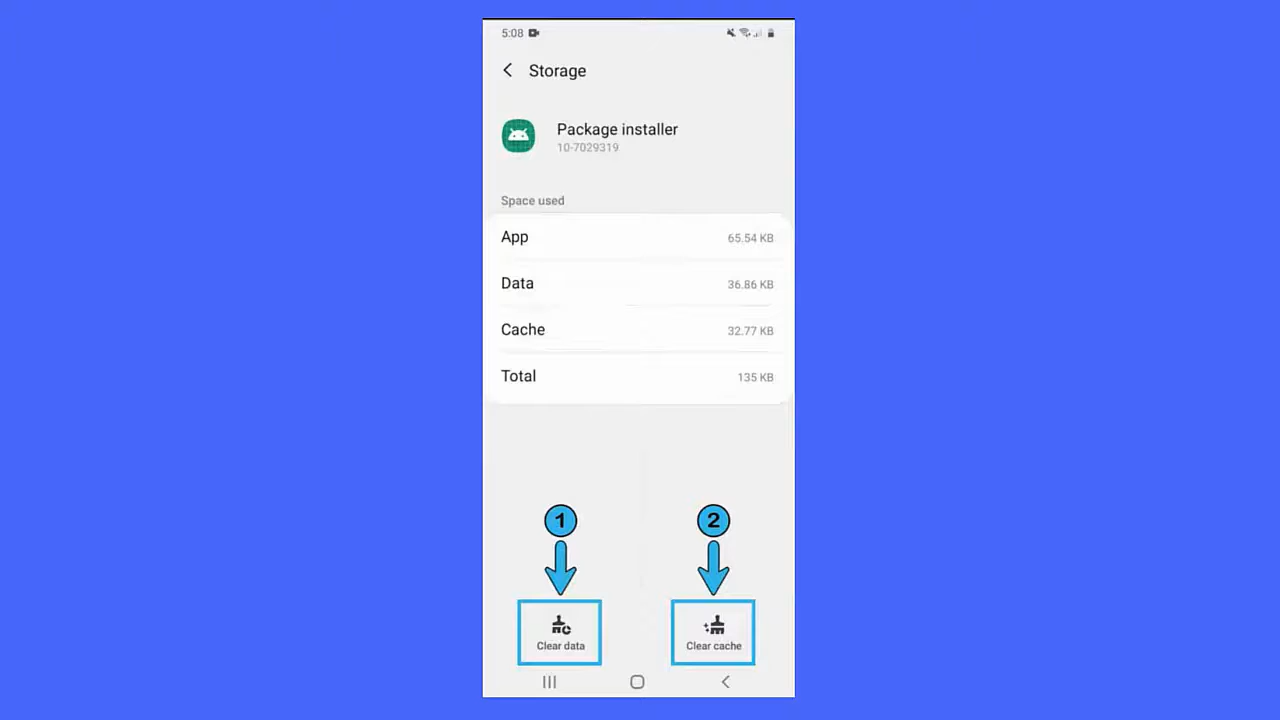 5:08
Storage
Package installer
10-7029319
Space used
App 65.54 KB
Data 36.86 KB
Cache 32.77 KB
Total 135 KB
1 2
Clear data Clear cache